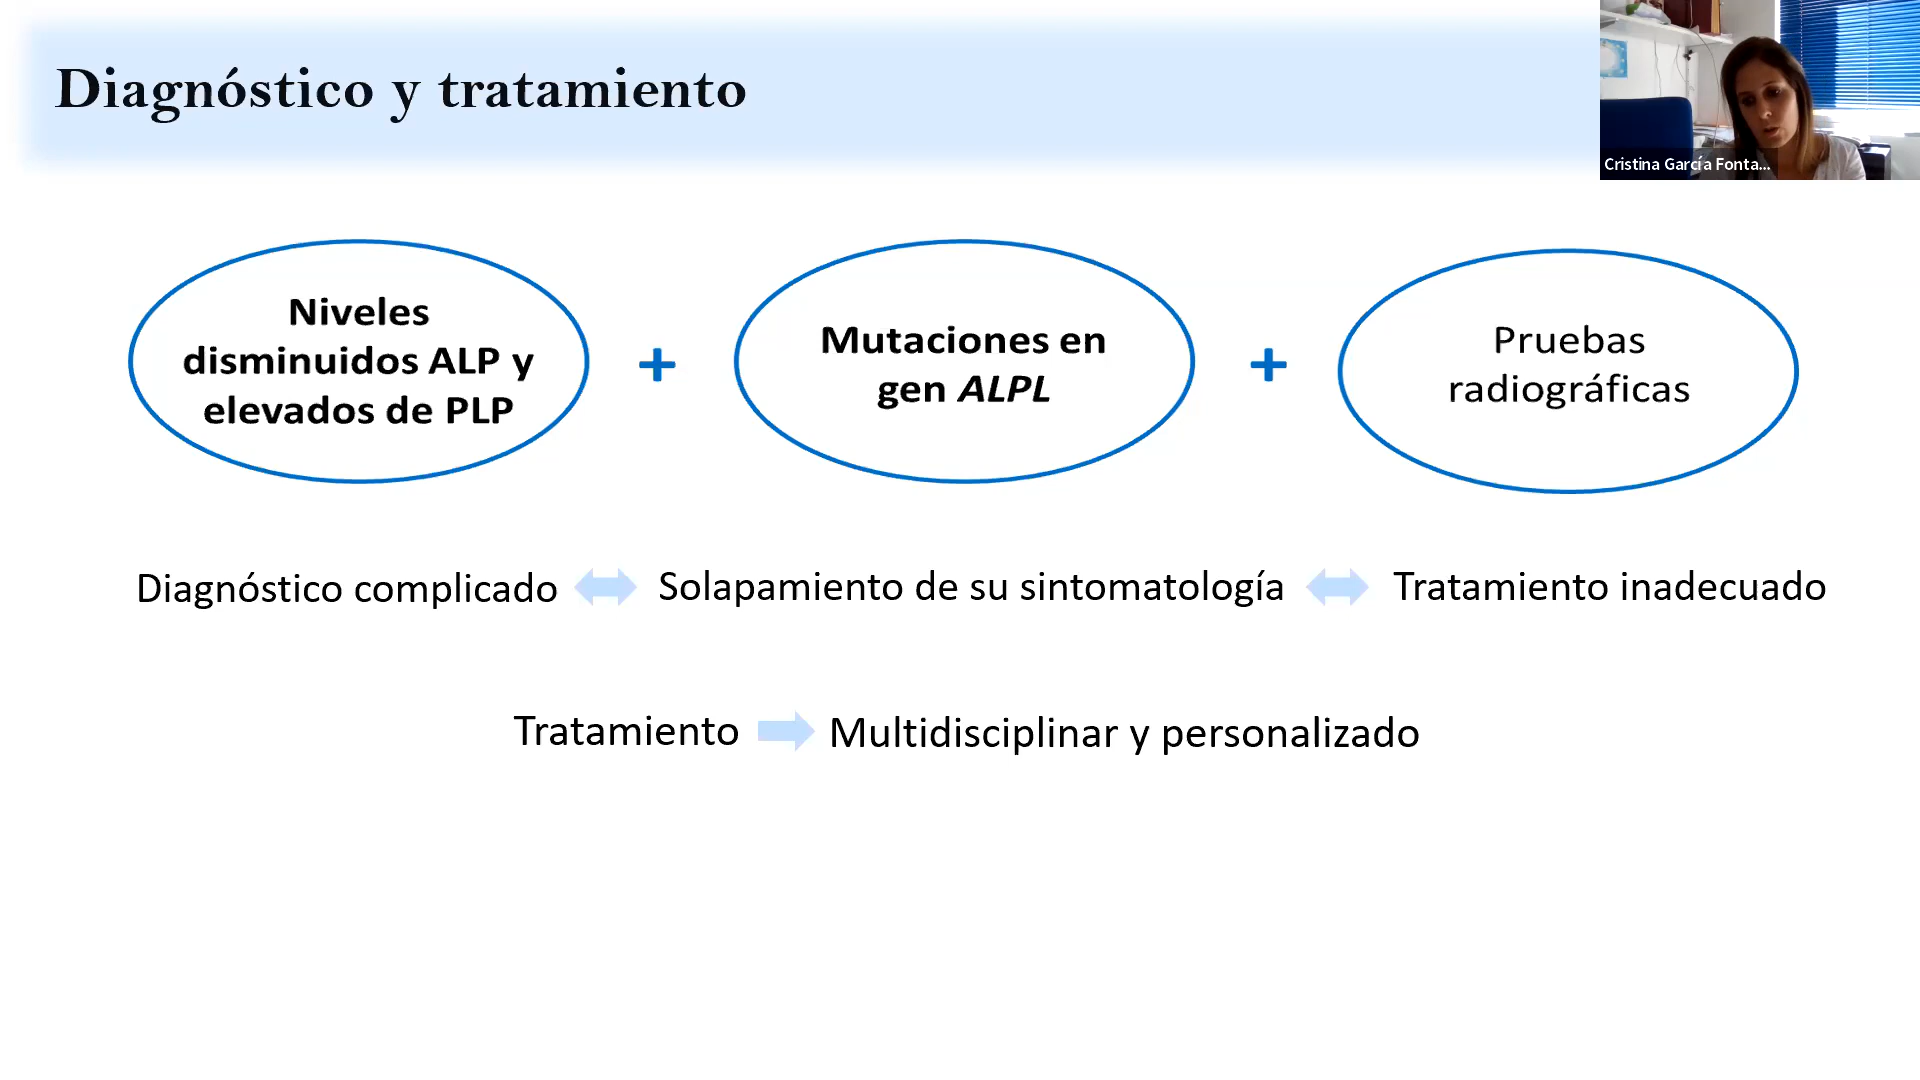 Diagnóstico y tratamiento
Cristina García Fonta...
Niveles
disminuidos ALP y
elevados de PLP
+
Mutaciones en
gen ALPL
+
Pruebas
radiográficas
Diagnóstico complicado
Solapamiento de su sintomatología
Tratamiento inadecuado
Tratamiento
Multidisciplinar y personalizado